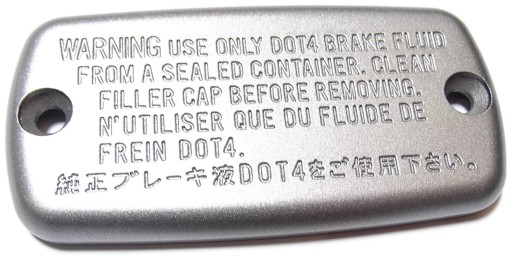 WARNING USE ONLY DOT4 BRAKE FLUID
FROM A SEALED CONTAINER. CLEAN
FILLER CAP BEFORE REMOVING.
N'UTILISER QUE DU FLUIDE DE
FREIN DOT4.
純正ブレーキ液DOT4をご使用下さい。